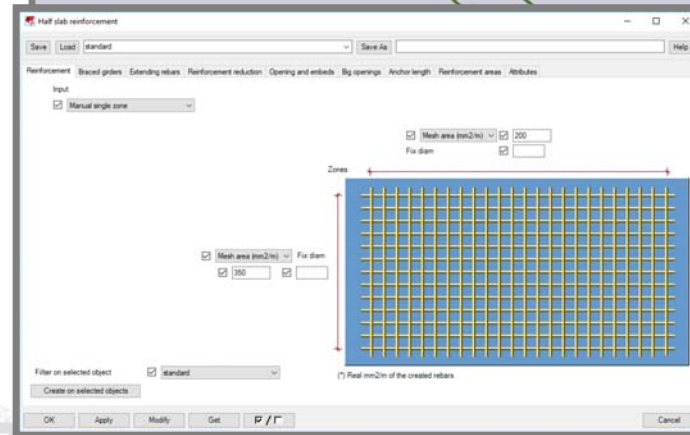 Half slab reinforcement
Save Load standard Save As Help
Reinforcement Braced girders Extending rebars Reinforcement reduction Opening and embeds Big openings Anchor length Reinforcement areas Attributes
Input
Manual single zone
Mesh area (mm2/m) 200
Fix diam
Zones
Mesh area (mm2/m) Fix diam
350
Filter on selected object standard
(*) Real mm2/m of the created rebars
Create on selected objects
OK Apply Modify Get Cancel